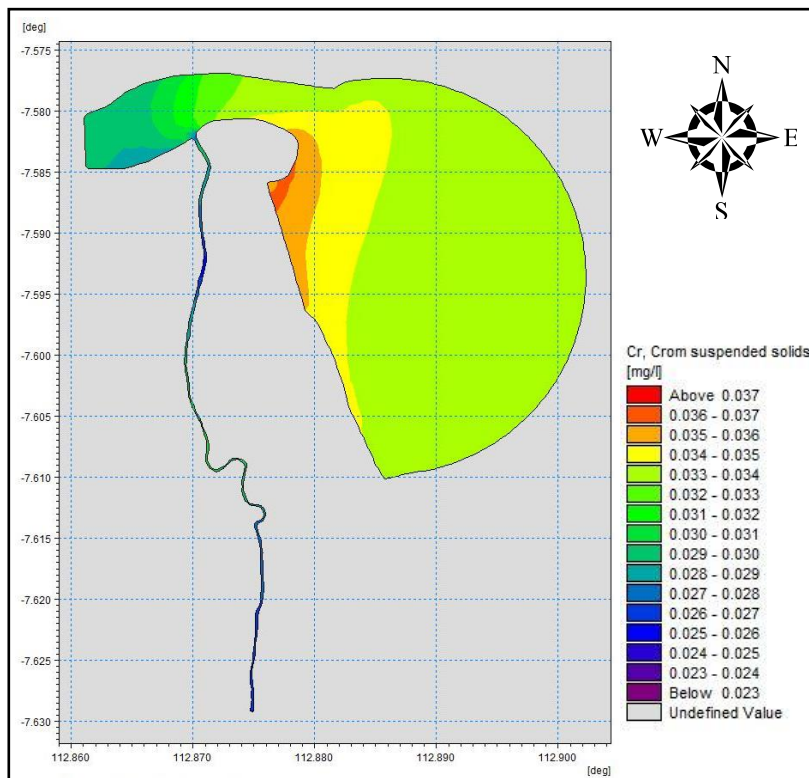 [deg]
-7.575
-7.580
-7.585
-7.590
-7.595
-7.600
-7.605
-7.610
-7.615
-7.620
-7.625
-7.630
112.860 112.870 112.880 112.890 112.900
[deg]
N
W E
S
Cr, Crom suspended solids
[mg/l]
Above 0.037
0.036 - 0.037
0.035 - 0.036
0.034 - 0.035
0.033 - 0.034
0.032 - 0.033
0.031 - 0.032
0.030 - 0.031
0.029 - 0.030
0.028 - 0.029
0.027 - 0.028
0.026 - 0.027
0.025 - 0.026
0.024 - 0.025
0.023 - 0.024
Below 0.023
Undefined Value